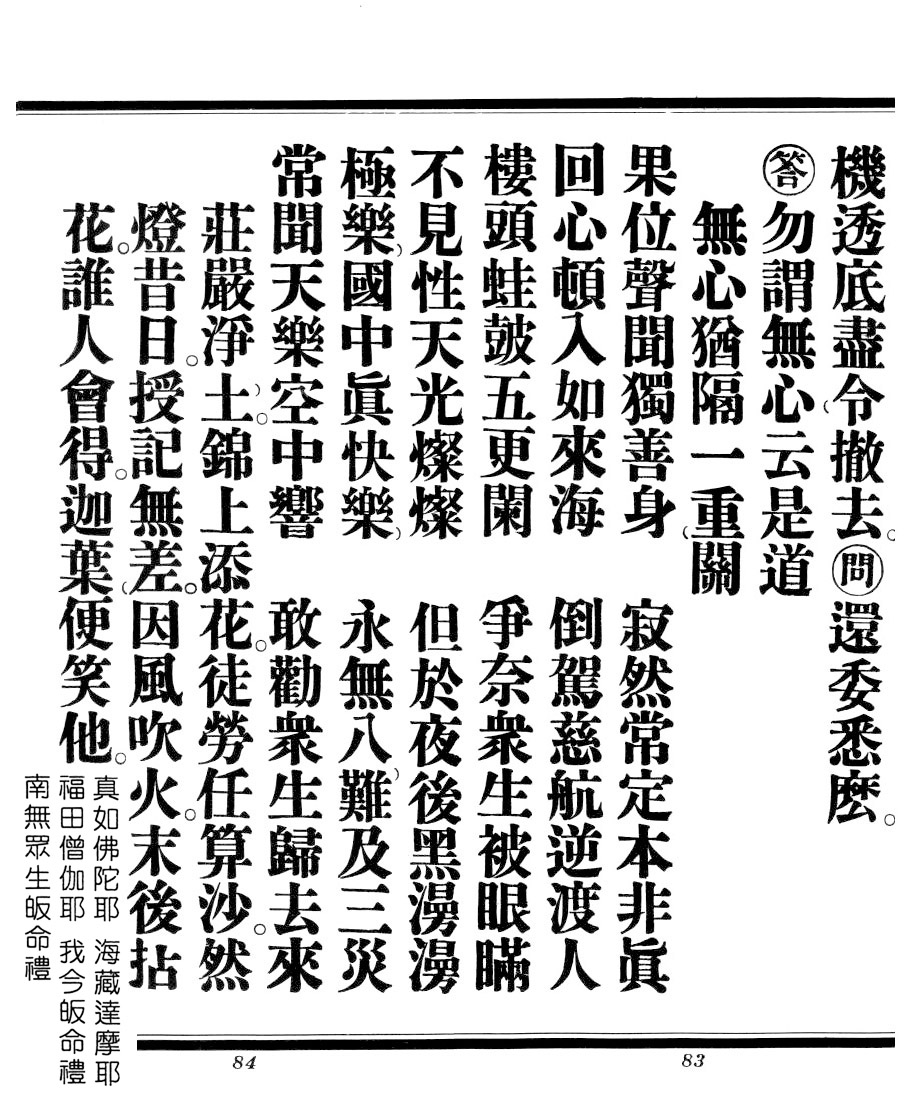 機透底盡令撤去。㊉問還委悉麽。
答勿謂無心云是道
無心猶隔一重關
果位聲聞獨善身　寂然常定本非眞
回心頓入如來海　倒駕慈航逆渡人
樓頭蛙皷五更闌　爭奈衆生被眼瞞
不見性天光燦燦　但於夜後黑漫漫
極樂國中眞快樂　永無八難及三災
常聞天樂空中響　敢勸衆生歸去來
莊嚴淨土。錦上添花。徒勞任算沙。然
燈昔日。授記無差。因風吹火。末後拈
花。誰人會得。迦葉便笑他。
真如佛陀耶　海藏達摩耶
福田僧伽耶　我今皈命禮
南無眾生皈命禮
84
83